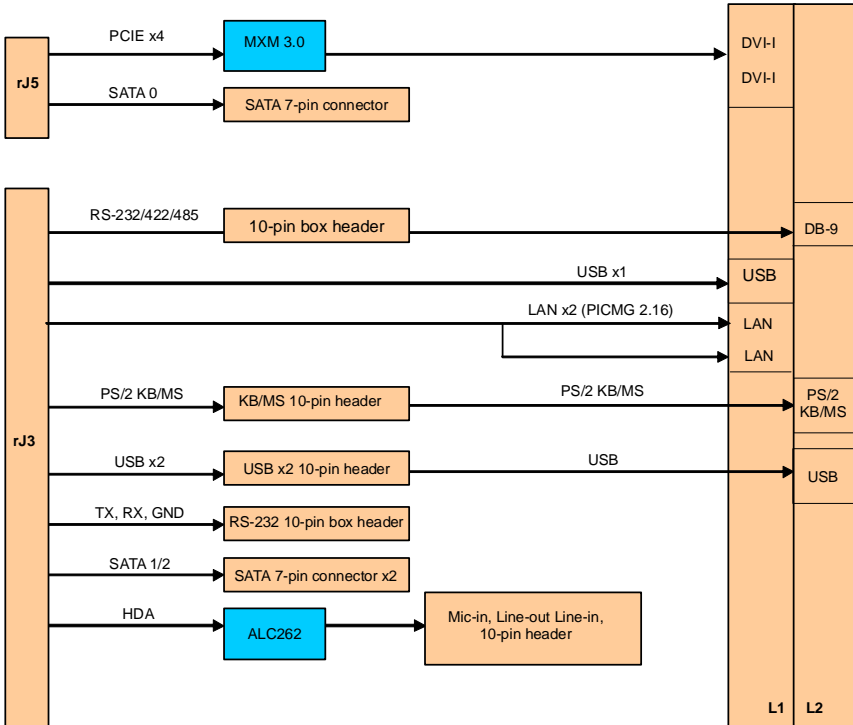 PCIE x4
MXM 3.0
DVI-I
DVI-I
rJ5
SATA 0
SATA 7-pin connector
RS-232/422/485
10-pin box header
DB-9
USB x1
USB
LAN x2 (PICMG 2.16)
LAN
LAN
PS/2 KB/MS
KB/MS 10-pin header
PS/2 KB/MS
PS/2
KB/MS
rJ3
USB x2
USB x2 10-pin header
USB
USB
TX, RX, GND
RS-232 10-pin box header
SATA 1/2
SATA 7-pin connector x2
HDA
ALC262
Mic-in, Line-out Line-in,
10-pin header
L1
L2